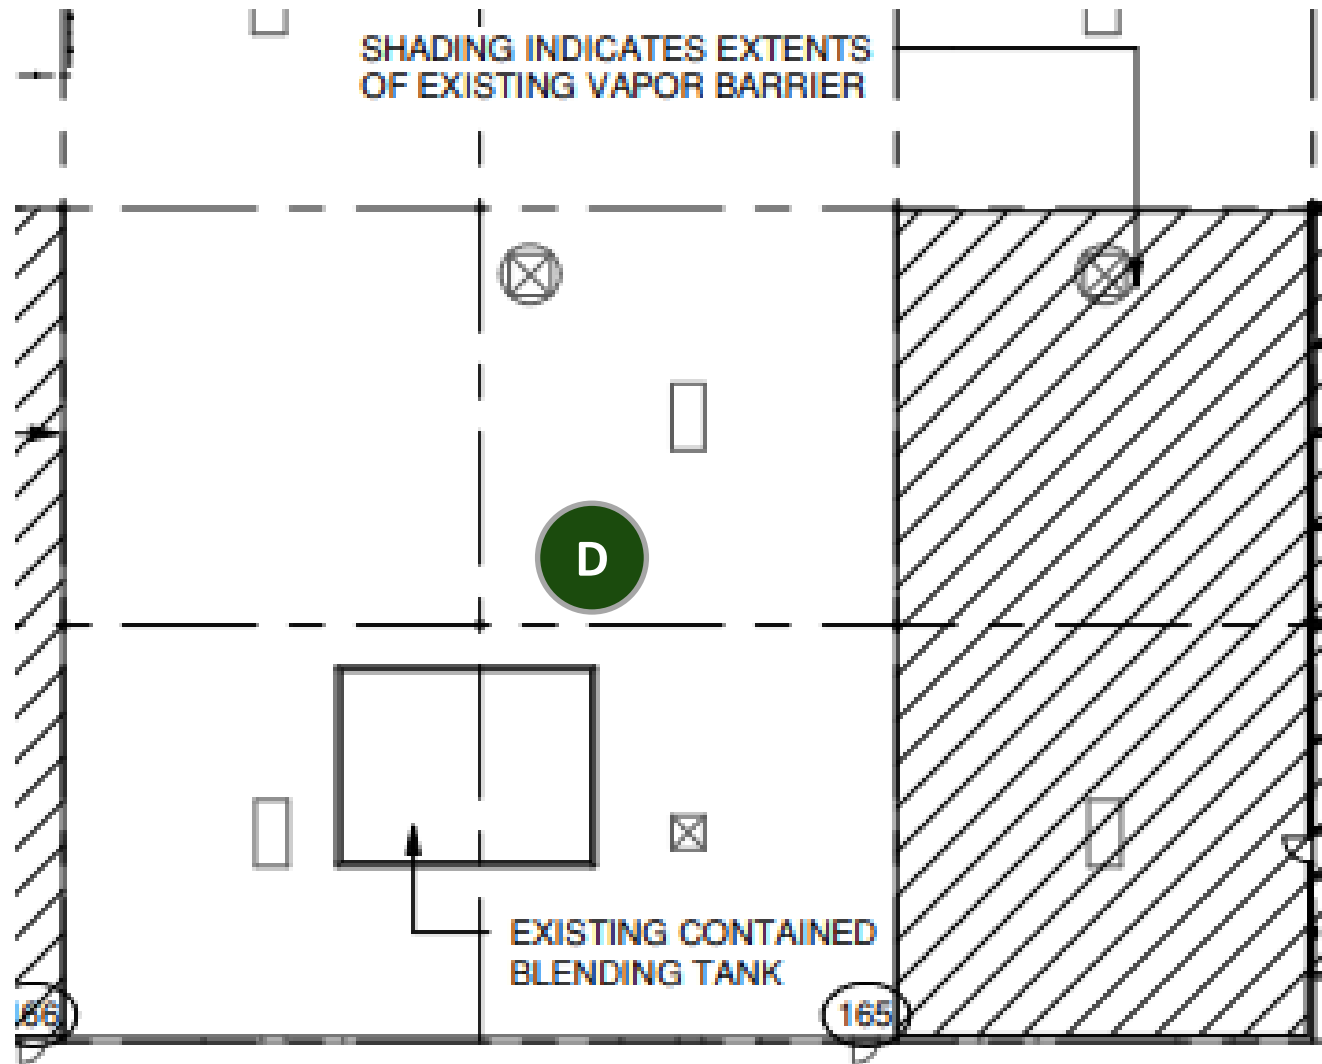 SHADING INDICATES EXTENTS
OF EXISTING VAPOR BARRIER
D
EXISTING CONTAINED
BLENDING TANK
165